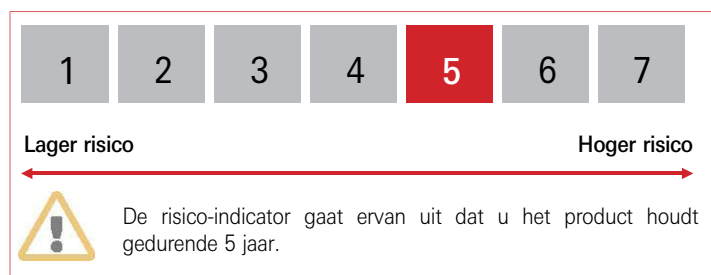 1 2 3 4 5 6 7
Lager risico Hoger risico
De risico-indicator gaat ervan uit dat u het product houdt
gedurende 5 jaar.